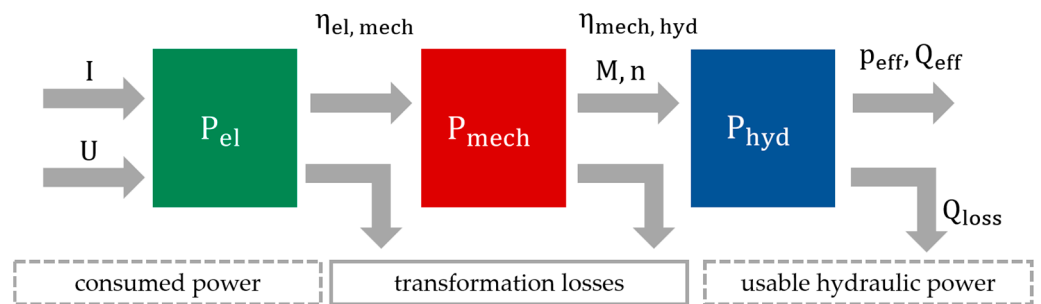 η el, mech
η mech, hyd
I
M, n
p eff, Q eff
P el
P mech
P hyd
U
Q loss
consumed power
transformation losses
usable hydraulic power